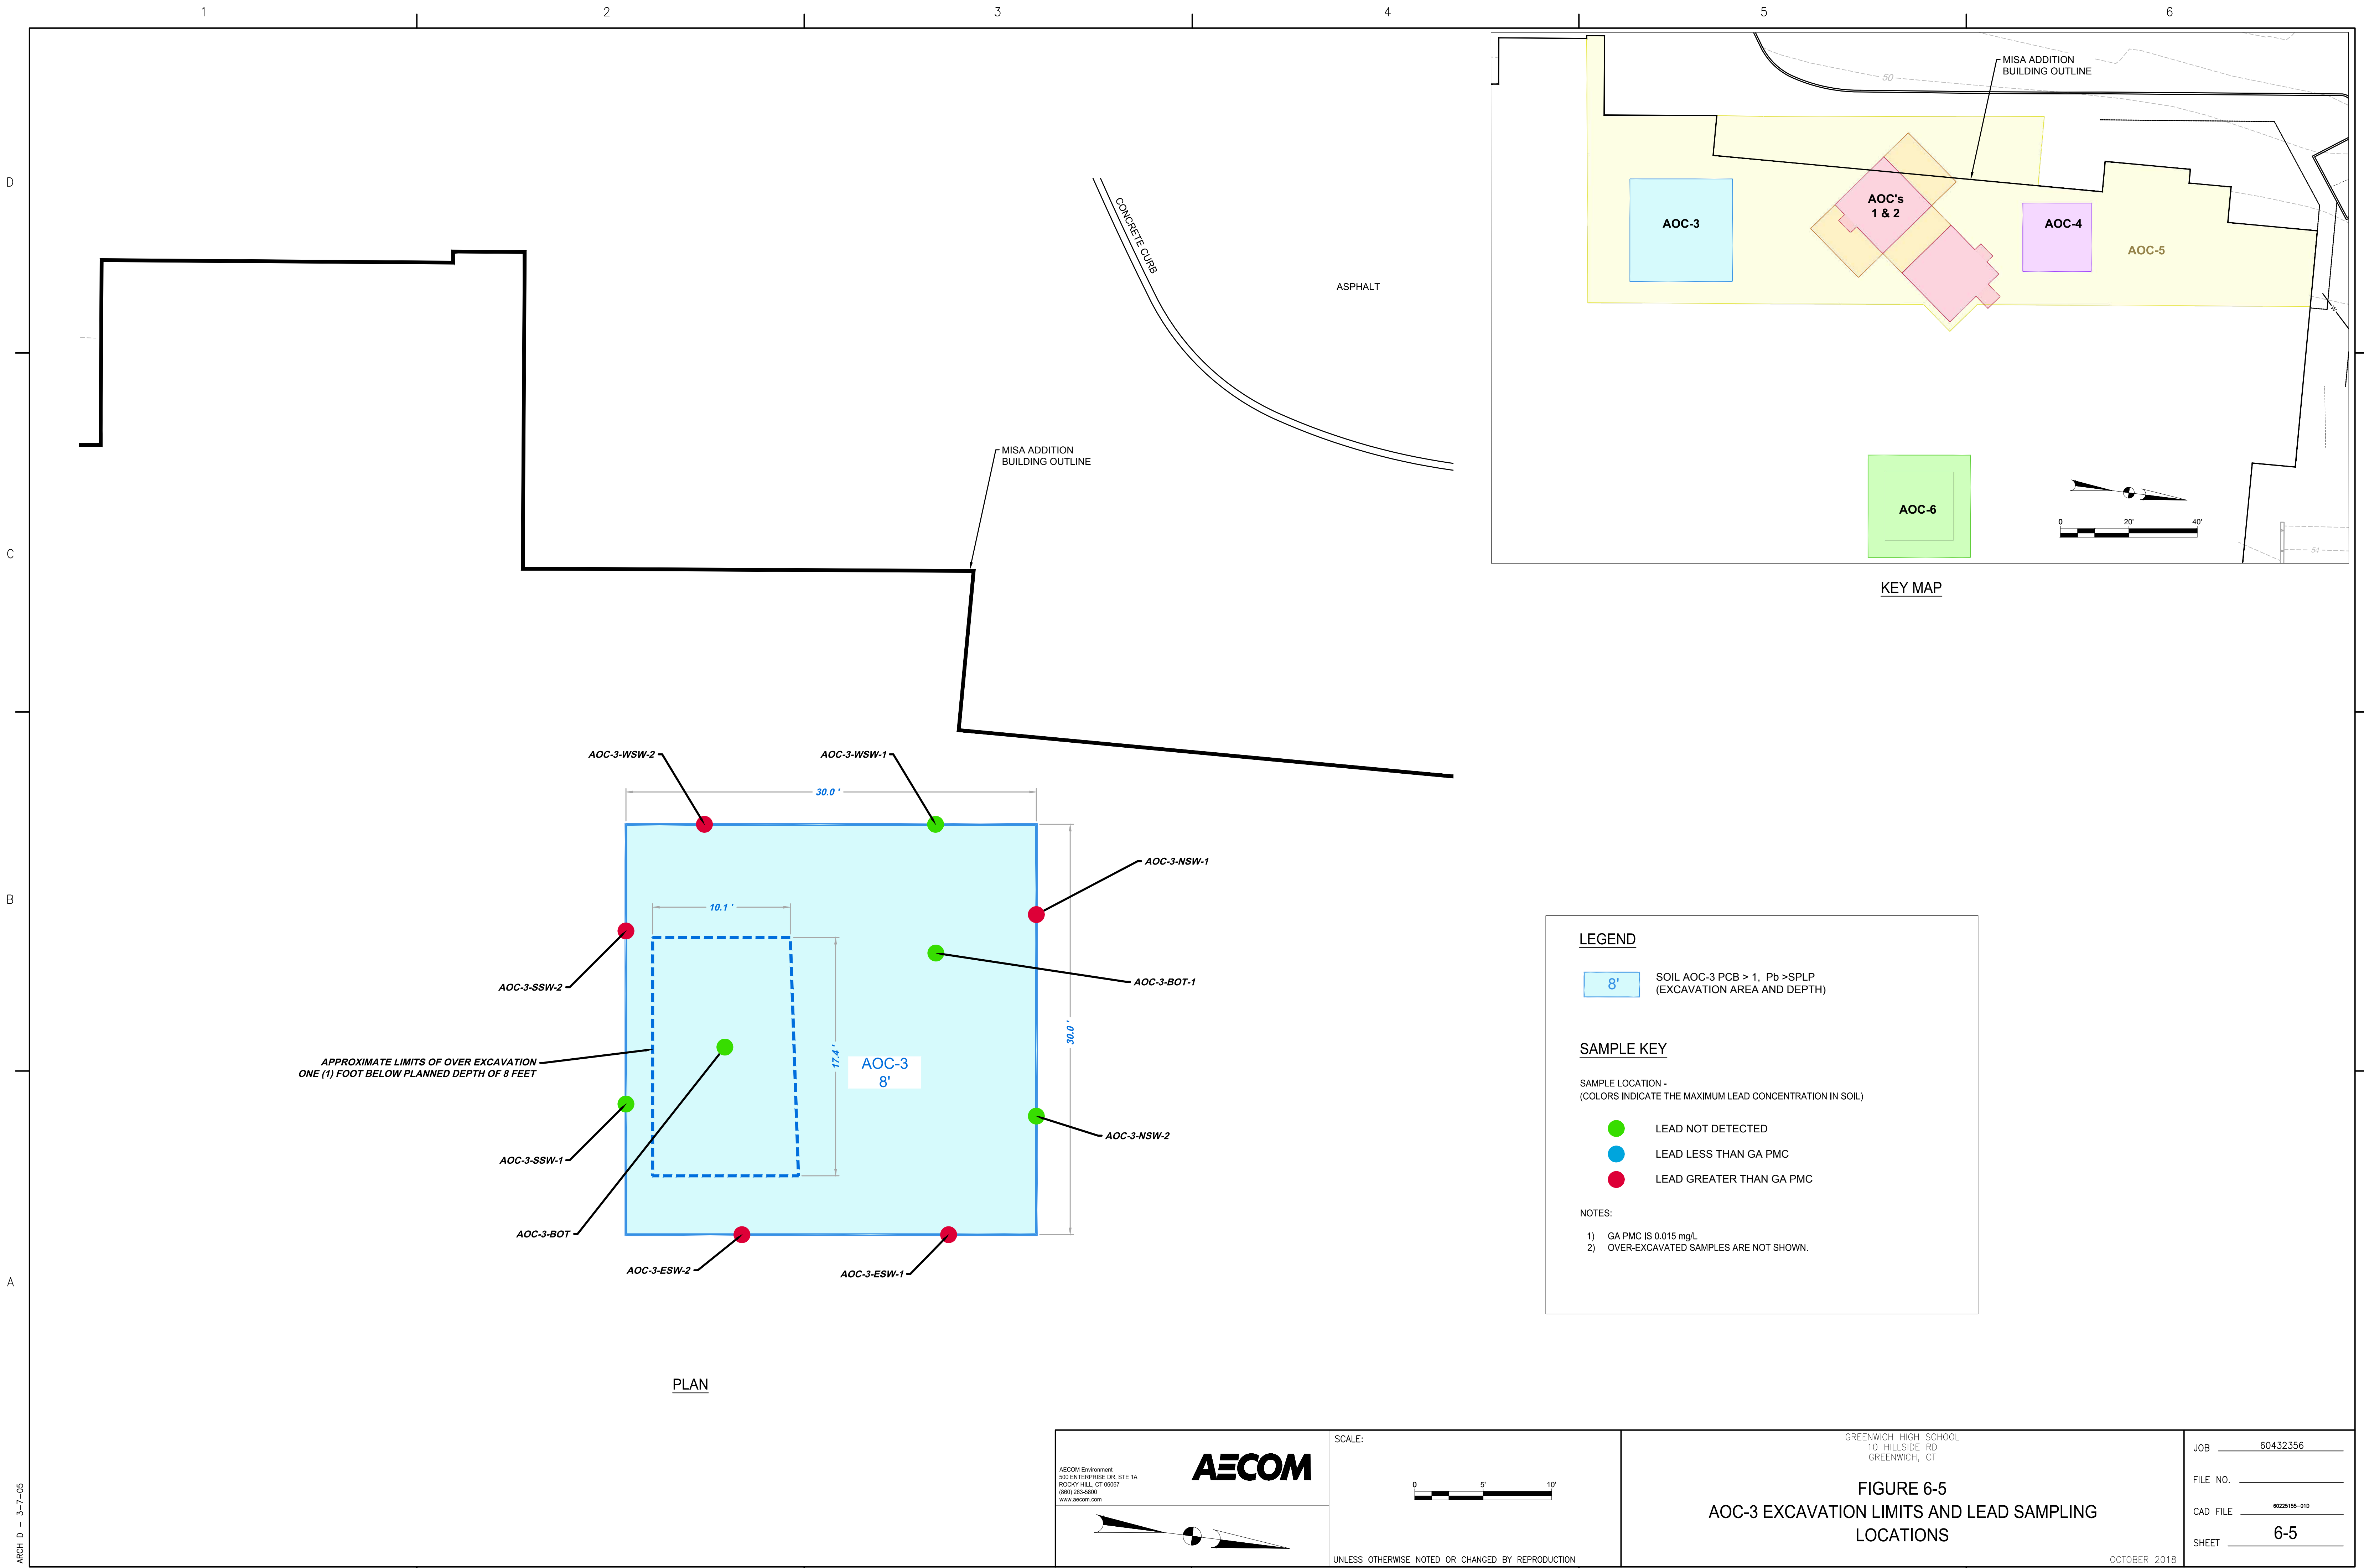 1
2
3
4
5
6
D
C
B
A
MISA ADDITION
BUILDING OUTLINE
50
AOC-3
AOC's
1 & 2
AOC-4
AOC-5
AOC-6
W
54
0
20'
40'
KEY MAP
CONCRETE CURB
ASPHALT
MISA ADDITION
BUILDING OUTLINE
AOC-3-WSW-2
AOC-3-WSW-1
30.0 '
AOC-3-NSW-1
10.1 '
AOC-3-SSW-2
AOC-3-BOT-1
30.0 '
17.4 '
APPROXIMATE LIMITS OF OVER EXCAVATION
ONE (1) FOOT BELOW PLANNED DEPTH OF 8 FEET
AOC-3
8'
AOC-3-NSW-2
AOC-3-SSW-1
AOC-3-BOT
AOC-3-ESW-2
AOC-3-ESW-1
PLAN
LEGEND
8'
SOIL AOC-3 PCB > 1, Pb >SPLP
(EXCAVATION AREA AND DEPTH)
SAMPLE KEY
SAMPLE LOCATION -
(COLORS INDICATE THE MAXIMUM LEAD CONCENTRATION IN SOIL)
LEAD NOT DETECTED
LEAD LESS THAN GA PMC
LEAD GREATER THAN GA PMC
NOTES:
1) GA PMC IS 0.015 mg/L
2) OVER-EXCAVATED SAMPLES ARE NOT SHOWN.
ARCH D - 3-7-05
AECOM Environment
500 ENTERPRISE DR, STE 1A
ROCKY HILL, CT 06067
(860) 263-5800
www.aecom.com
AECOM
SCALE:
0
5'
10'
UNLESS OTHERWISE NOTED OR CHANGED BY REPRODUCTION
GREENWICH HIGH SCHOOL
10 HILLSIDE RD
GREENWICH, CT
FIGURE 6-5
AOC-3 EXCAVATION LIMITS AND LEAD SAMPLING
LOCATIONS
OCTOBER 2018
JOB 60432356
FILE NO.
CAD FILE 60225155-01D
SHEET 6-5